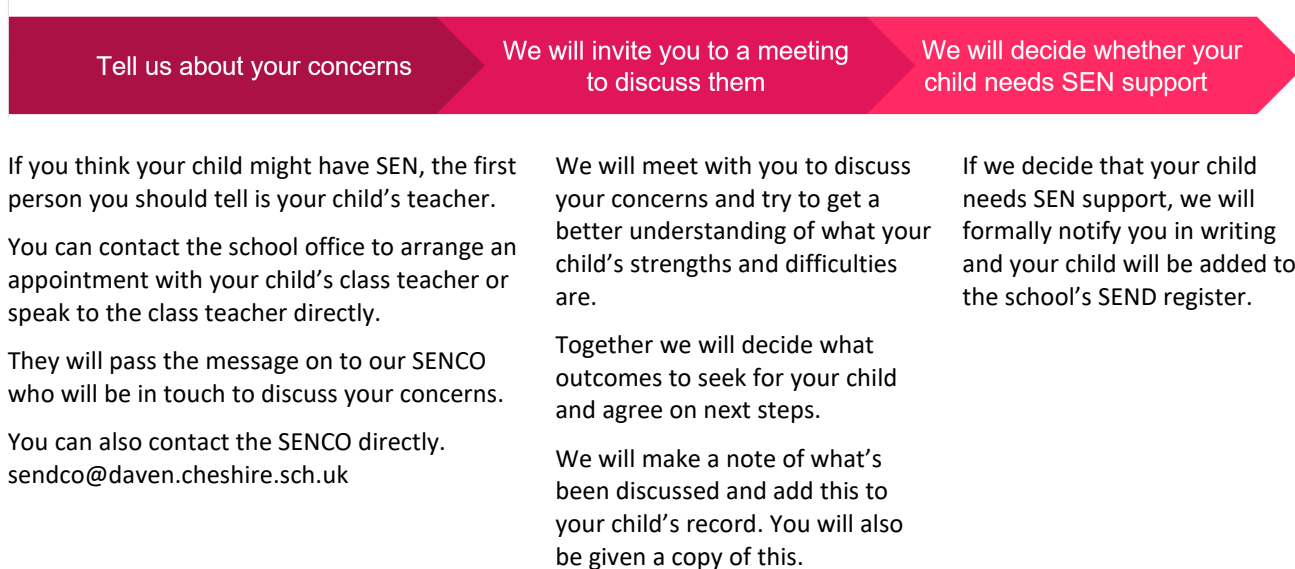 Tell us about your concerns
We will invite you to a meeting
to discuss them
We will decide whether your
child needs SEN support
If you think your child might have SEN, the first
person you should tell is your child’s teacher.
You can contact the school office to arrange an
appointment with your child’s class teacher or
speak to the class teacher directly.
They will pass the message on to our SENCO
who will be in touch to discuss your concerns.
You can also contact the SENCO directly.
sendco@daven.cheshire.sch.uk
We will meet with you to discuss
your concerns and try to get a
better understanding of what your
child’s strengths and difficulties
are.
Together we will decide what
outcomes to seek for your child
and agree on next steps.
We will make a note of what’s
been discussed and add this to
your child’s record. You will also
be given a copy of this.
If we decide that your child
needs SEN support, we will
formally notify you in writing
and your child will be added to
the school’s SEND register.